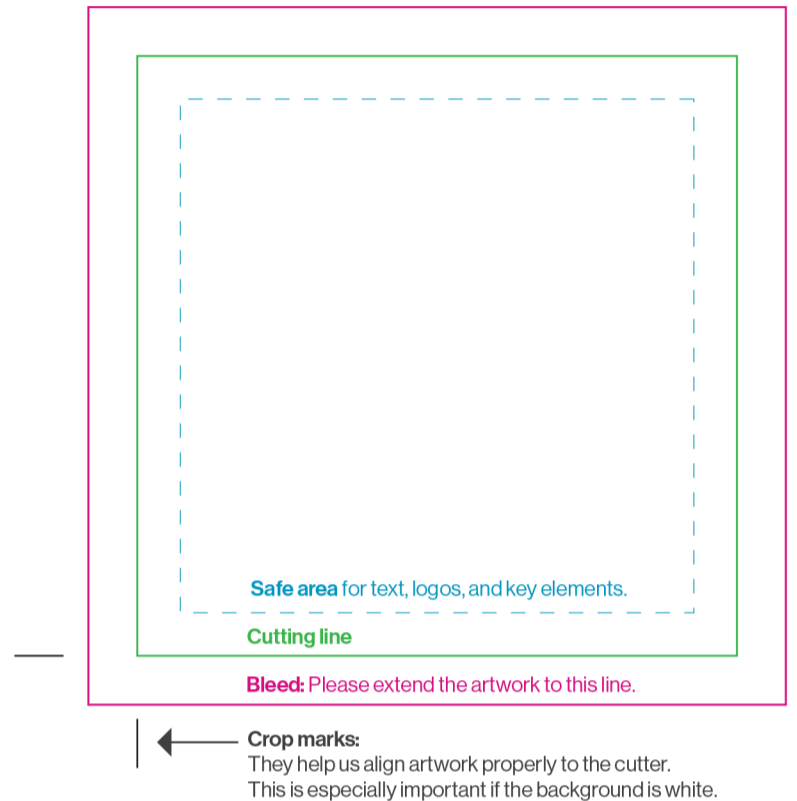 Safe area for text, logos, and key elements.
Cutting line
Bleed: Please extend the artwork to this line.
Crop marks:
They help us align artwork properly to the cutter.
This is especially important if the background is white.